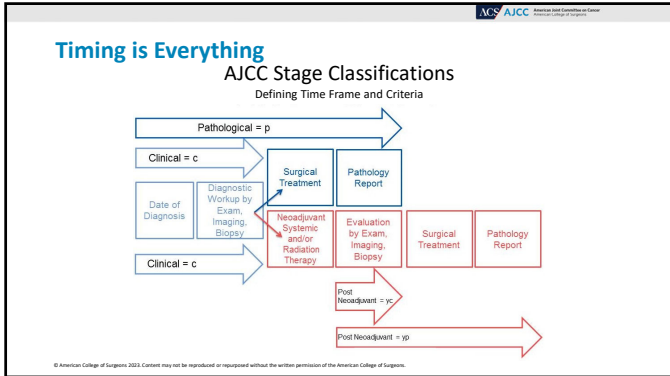 ACS AJCC American Joint Committee on Cancer
American College of Surgeons
Timing is Everything
AJCC Stage Classifications
Defining Time Frame and Criteria
Pathological = p
Clinical = c
Surgical
Treatment
Pathology
Report
Date of
Diagnosis
Diagnostic
Workup by
Exam,
Imaging,
Biopsy
Neoadjuvant
Systemic
and/or
Radiation
Therapy
Evaluation
by Exam,
Imaging,
Biopsy
Surgical
Treatment
Pathology
Report
Clinical = c
Post
Neoadjuvant = yc
Post Neoadjuvant = yp
© American College of Surgeons 2023. Content may not be reproduced or repurposed without the written permission of the American College of Surgeons.